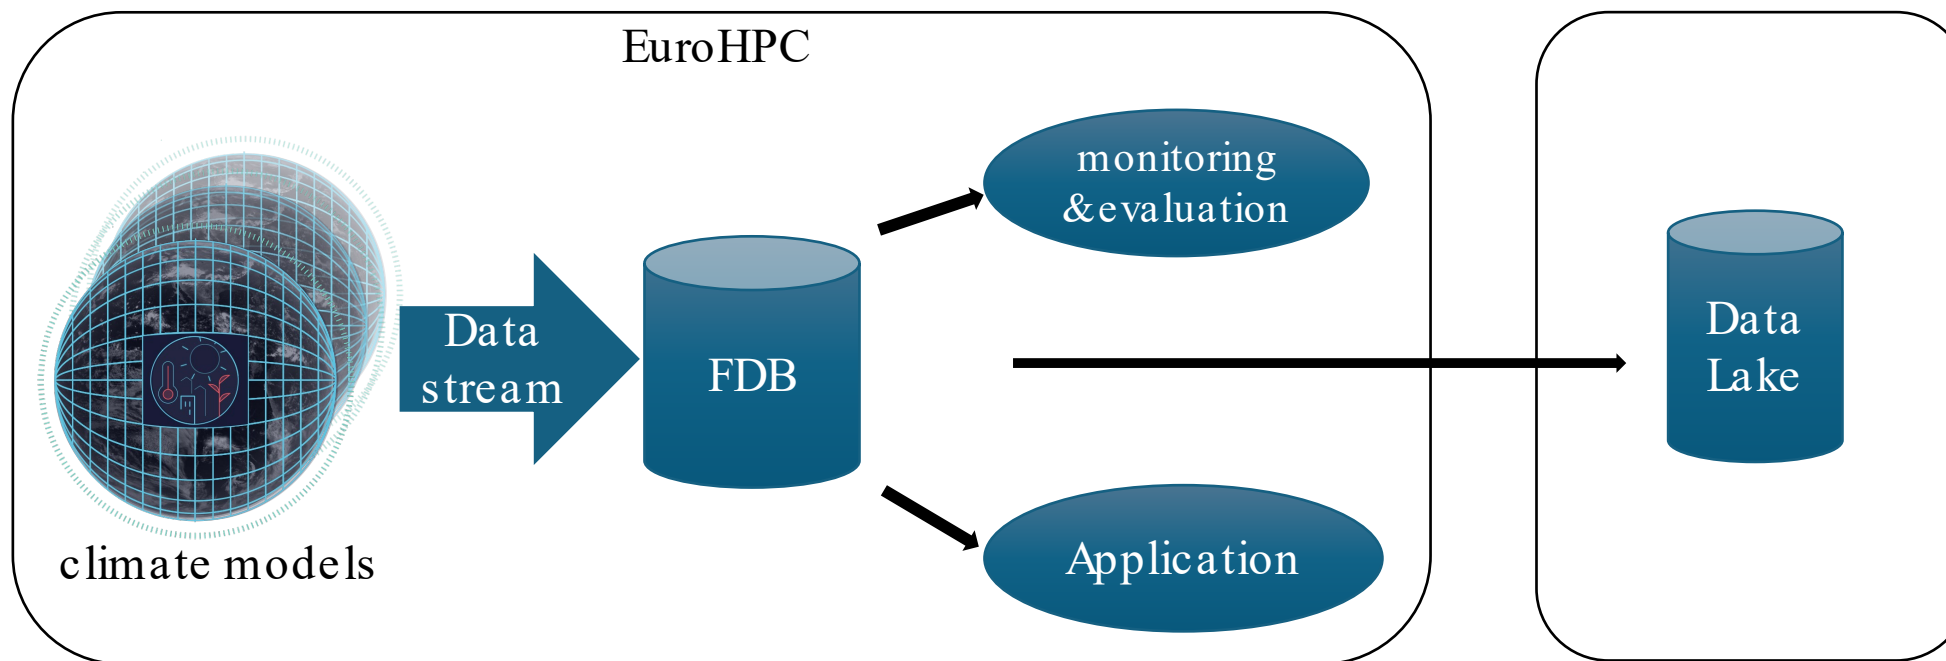 EuroHPC
monitoring
&evaluation
Data
stream
FDB
Data
Lake
Application
climate models